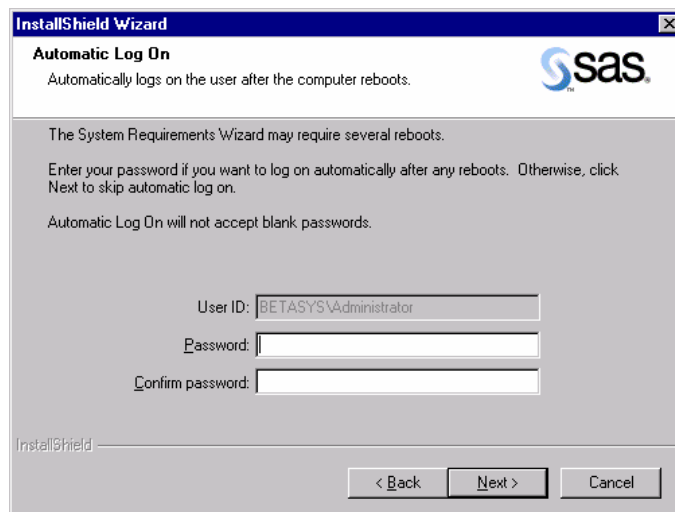 InstallShield Wizard
Automatic Log On
Automatically logs on the user after the computer reboots.
sas®
TM
The System Requirements Wizard may require several reboots.
Enter your password if you want to log on automatically after any reboots. Otherwise, click
Next to skip automatic log on.
Automatic Log On will not accept blank passwords.
User ID: BETASYS\Administrator
Password:
Confirm password:
InstallShield
< Back Next > Cancel